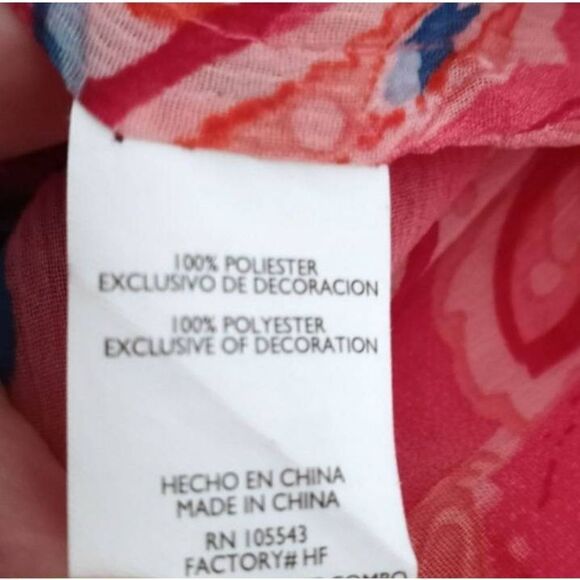 100% POLIESTER
EXCLUSIVO DE DECORACION
100% POLYESTER
EXCLUSIVE OF DECORATION
HECHO EN CHINA
MADE IN CHINA
RN 105543
FACTORY# HF
COMBO